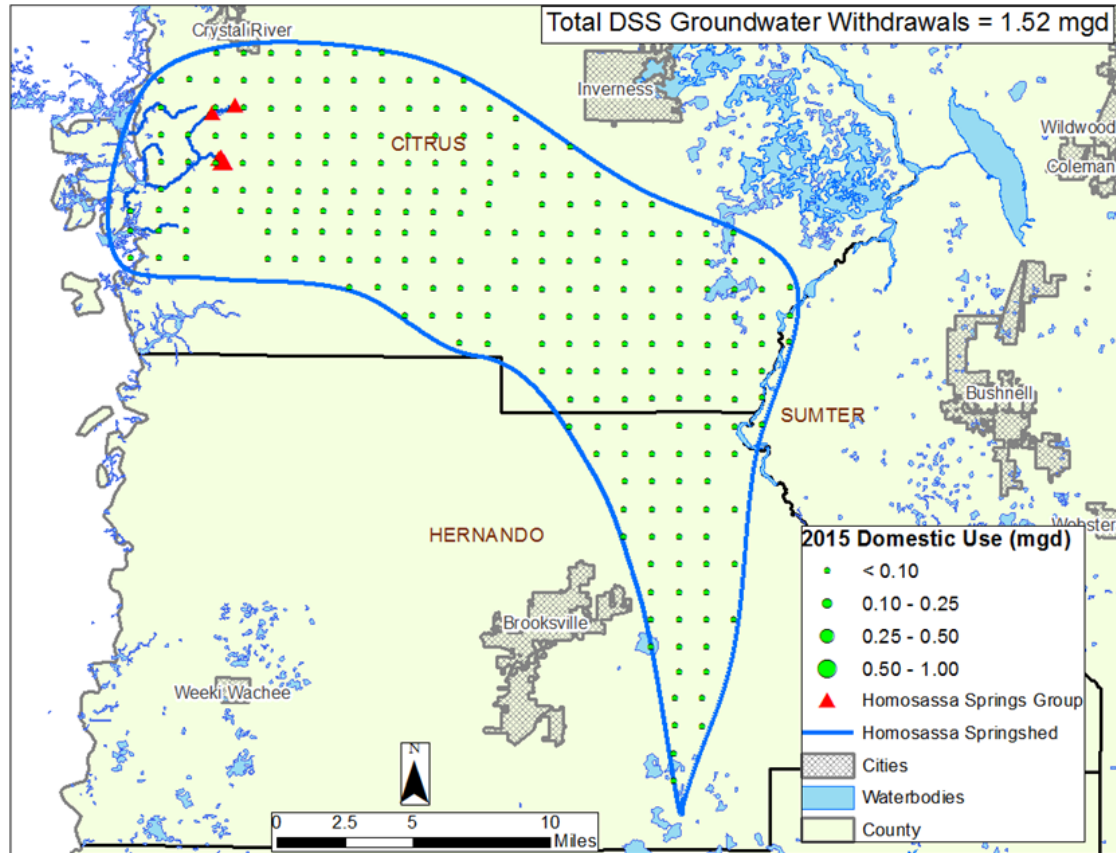 Crystal River
Total DSS Groundwater Withdrawals = 1.52 mgd
Inverness
Wildwood
CITRUS
Coleman
SUMTER
Bushnell
HERNANDO
Webster
2015 Domestic Use (mgd)
< 0.10
0.10 - 0.25
0.25 - 0.50
0.50 - 1.00
Homosassa Springs Group
Homosassa Springshed
Cities
Waterbodies
County
Brooksville
Weeki Wachee
N
0 2.5 5 10
Miles